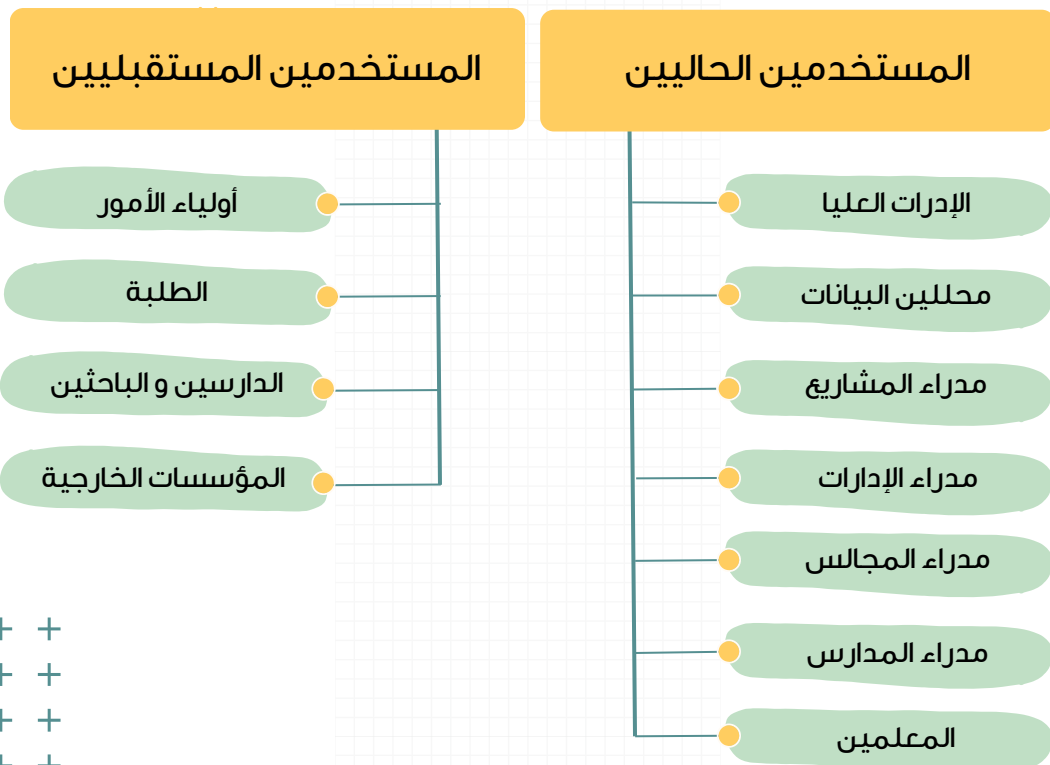 المستخدمين الحاليين
الإدرات العليا
محللين البيانات
مدراء المشاريع
مدراء الإدارات
مدراء المجالس
مدراء المدارس
المعلمين
المستخدمين المستقبليين
أولياء الأمور
الطلبة
الدارسين و الباحثين
المؤسسات الخارجية